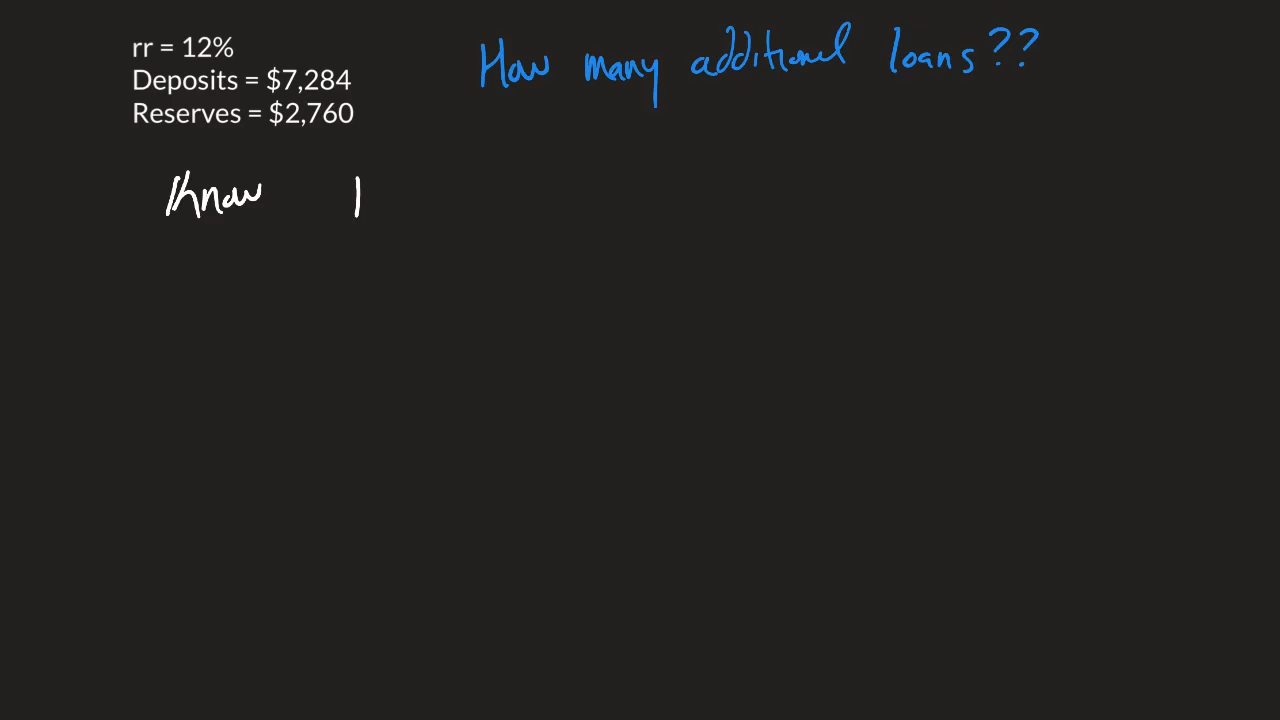 rr = 12%
Deposits = $7,284
Reserves = $2,760
How many additional loans??
Know |